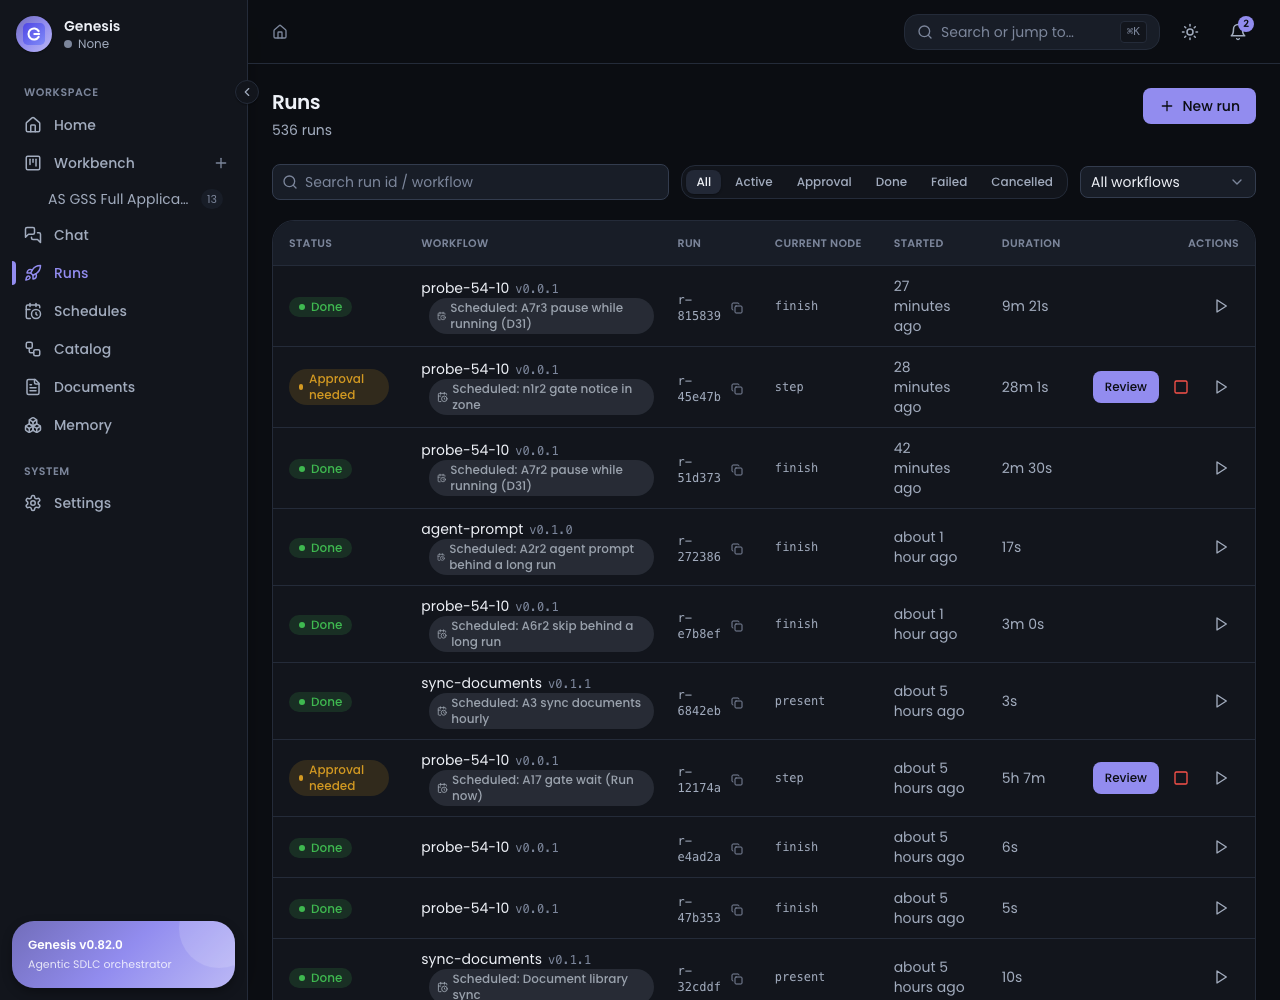 Genesis
None
WORKSPACE
Home
Workbench
AS GSS Full Applica...
13
Chat
Runs
Schedules
Catalog
Documents
Memory
SYSTEM
Settings
Genesis v0.82.0
Agentic SDLC orchestrator
Search or jump to...
⌘K
2
Runs
536 runs
New run
Search run id / workflow
All
Active
Approval
Done
Failed
Cancelled
All workflows
STATUS
WORKFLOW
RUN
CURRENT NODE
STARTED
DURATION
ACTIONS
Done
probe-54-10 v0.0.1
Scheduled: A7r3 pause while
running (D31)
r-
815839
finish
27
minutes
ago
9m 21s
Approval
needed
probe-54-10 v0.0.1
Scheduled: n1r2 gate notice in
zone
r-
45e47b
step
28
minutes
ago
28m 1s
Review
Done
probe-54-10 v0.0.1
Scheduled: A7r2 pause while
running (D31)
r-
51d373
finish
42
minutes
ago
2m 30s
Done
agent-prompt v0.1.0
Scheduled: A2r2 agent prompt
behind a long run
r-
272386
finish
about 1
hour ago
17s
Done
probe-54-10 v0.0.1
Scheduled: A6r2 skip behind a
long run
r-
e7b8ef
finish
about 1
hour ago
3m 0s
Done
sync-documents v0.1.1
Scheduled: A3 sync documents
hourly
r-
6842eb
present
about 5
hours ago
3s
Approval
needed
probe-54-10 v0.0.1
Scheduled: A17 gate wait (Run
now)
r-
12174a
step
about 5
hours ago
5h 7m
Review
Done
probe-54-10 v0.0.1
r-
e4ad2a
finish
about 5
hours ago
6s
Done
probe-54-10 v0.0.1
r-
47b353
finish
about 5
hours ago
5s
Done
sync-documents v0.1.1
Scheduled: Document library
sync
r-
32cddf
present
about 5
hours ago
10s